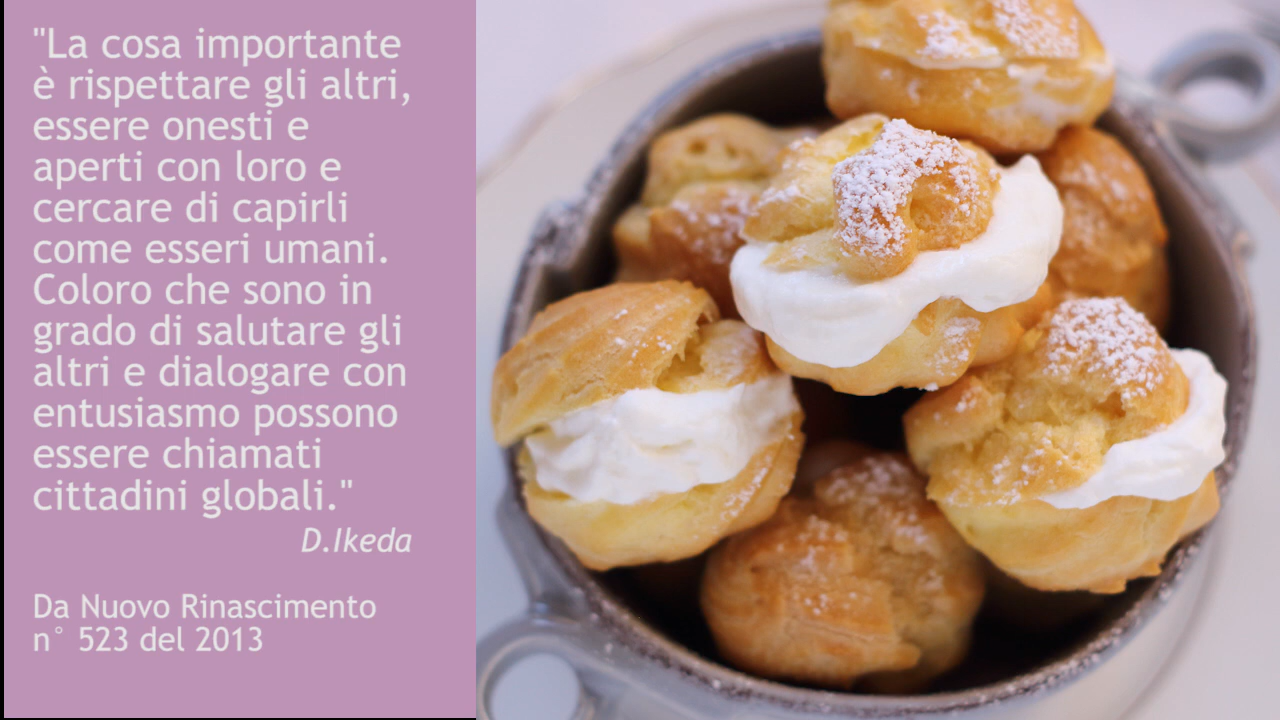 "La cosa importante
è rispettare gli altri,
essere onesti e
aperti con loro e
cercare di capirli
come esseri umani.
Coloro che sono in
grado di salutare gli
altri e dialogare con
entusiasmo possono
essere chiamati
cittadini globali."
D.Ikeda
Da Nuovo Rinascimento
n° 523 del 2013